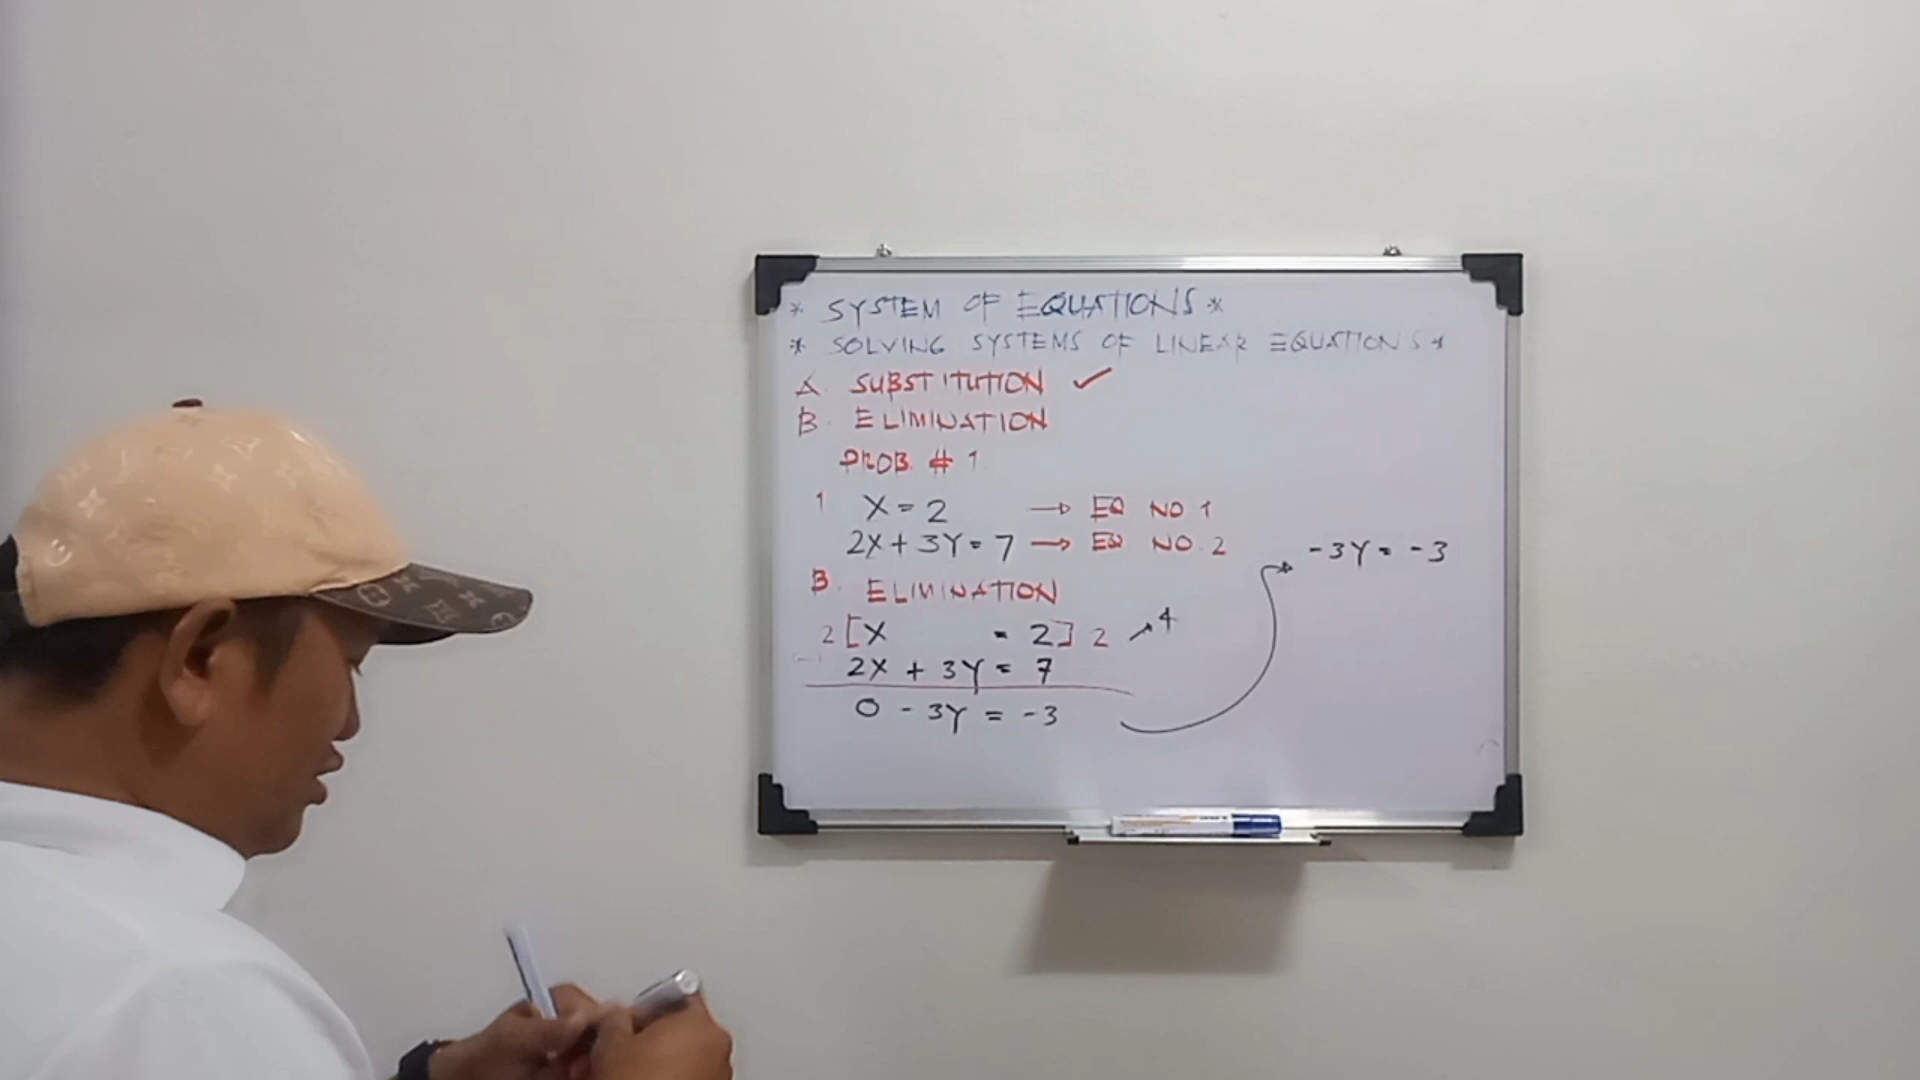 * SYSTEM OF EQUATIONS *
* SOLVING SYSTEMS OF LINEAR EQUATIONS *
A. SUBSTITUTION ✓
B. ELIMINATION
PROB. # 1
1 X = 2 → EQ NO 1
2X + 3Y = 7 → EQ NO. 2
B. ELIMINATION
2 [X = 2] 2 → 4
(-) 2X + 3Y = 7
0 - 3Y = -3
-3Y = -3